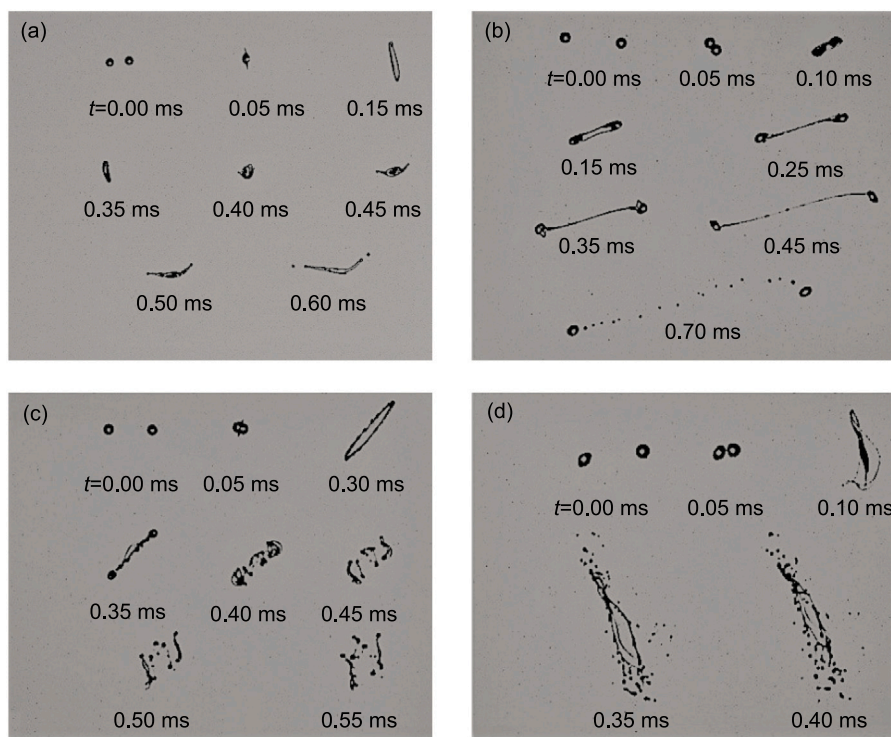 (a)
t=0.00 ms 0.05 ms 0.15 ms
0.35 ms 0.40 ms 0.45 ms
0.50 ms 0.60 ms
(b)
t=0.00 ms 0.05 ms 0.10 ms
0.15 ms 0.25 ms
0.35 ms 0.45 ms
0.70 ms
(c)
t=0.00 ms 0.05 ms 0.30 ms
0.35 ms 0.40 ms 0.45 ms
0.50 ms 0.55 ms
(d)
t=0.00 ms 0.05 ms 0.10 ms
0.35 ms 0.40 ms